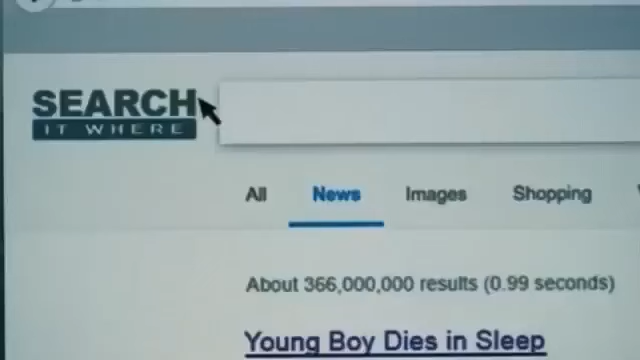 SEARCH
IT WHERE
All News Images Shopping
About 366,000,000 results (0.99 seconds)
Young Boy Dies in Sleep